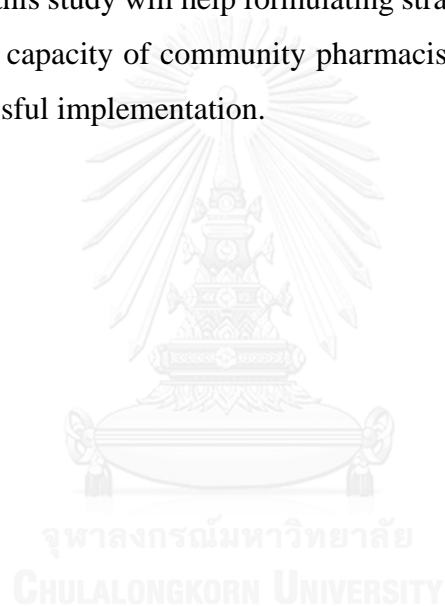 this study will help formulating stra
capacity of community pharmacis
sful implementation.
จุฬาลงกรณ์มหาวิทยาลัย
CHULALONGKORN UNIVERSITY